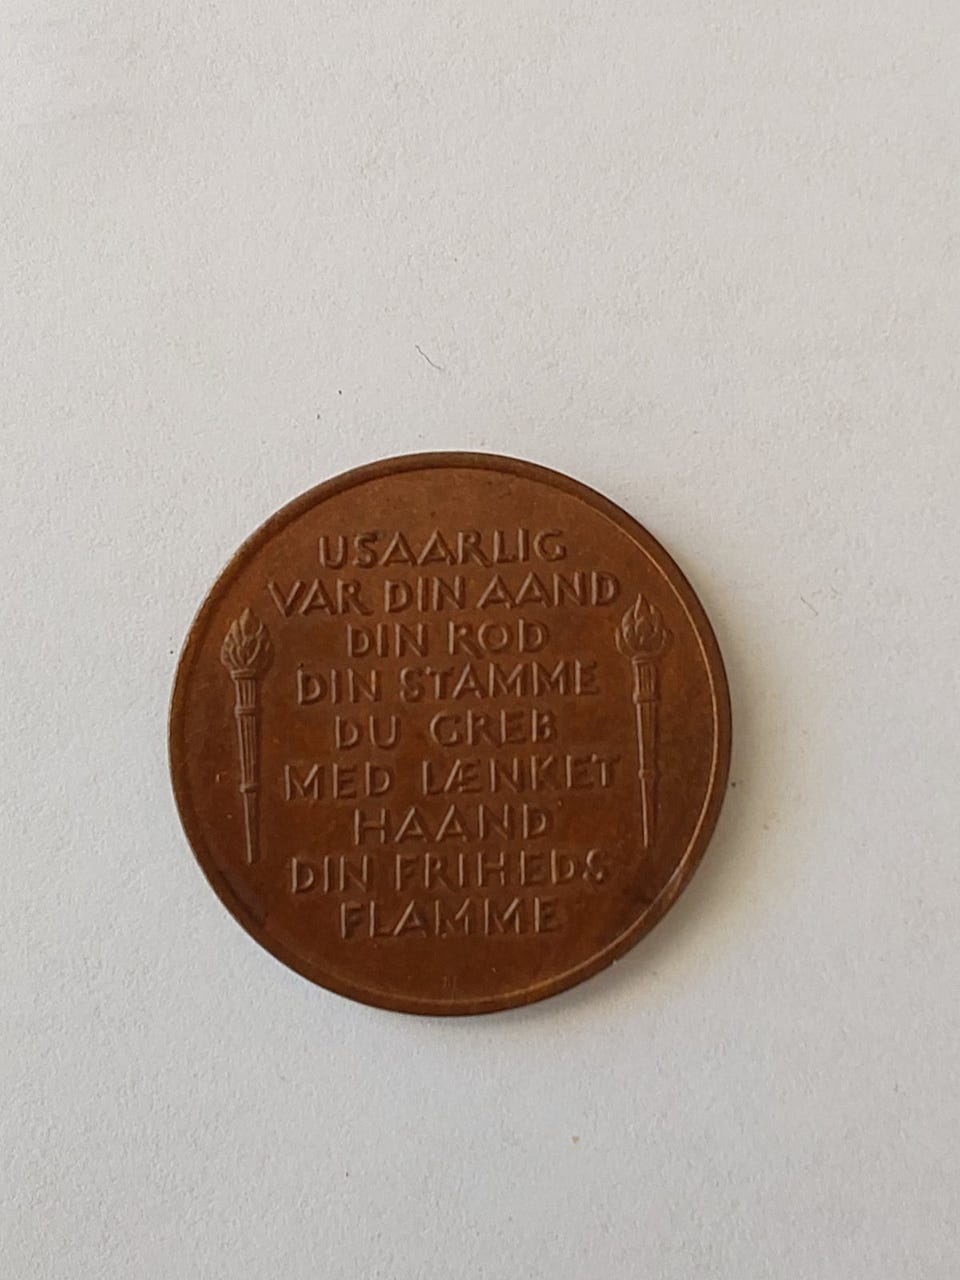 USAARLIG
VAR DIN AAND
DIN ROD
DIN STAMME
DU GREB
MED LÆNKET
HAAND
DIN FRIHEDS
FLAMME